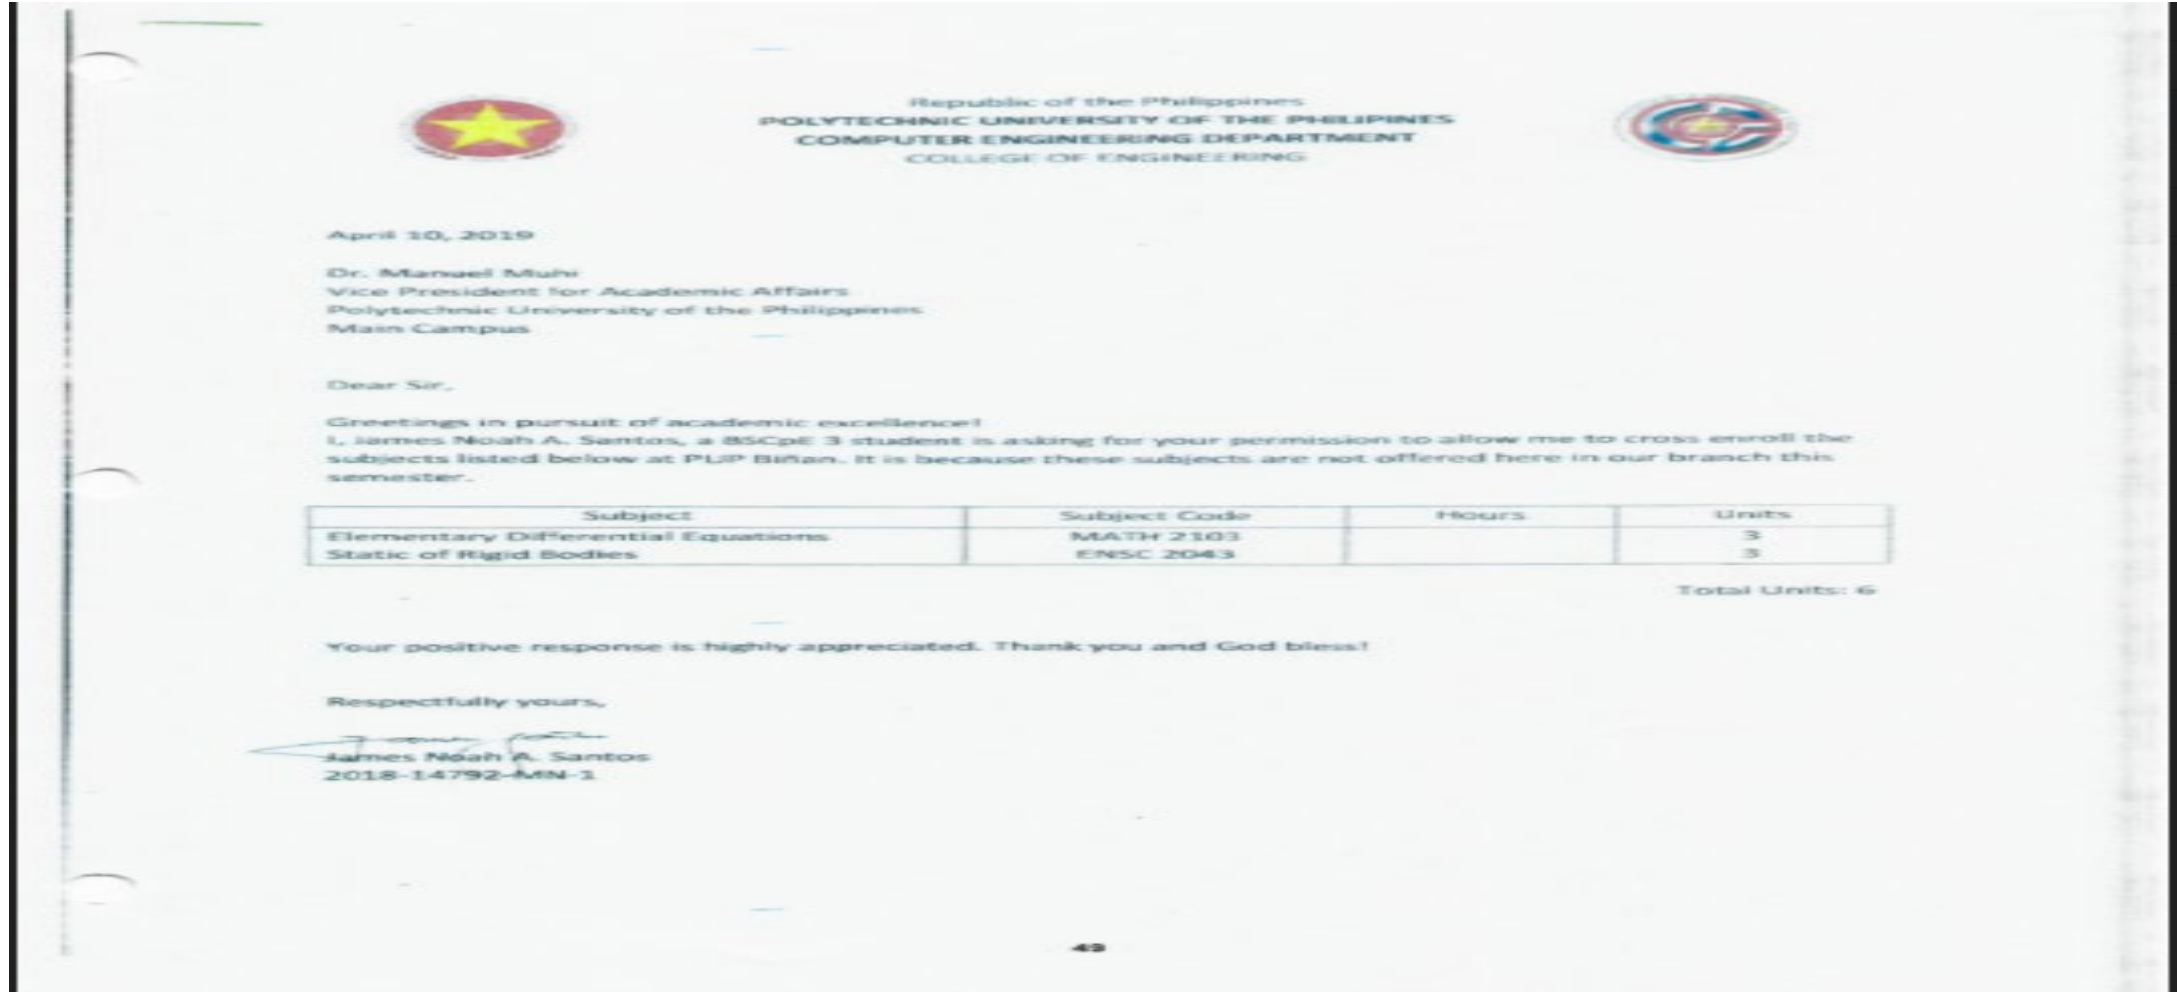 Republic of the Philippines
POLYTECHNIC UNIVERSITY OF THE PHILIPINES
COMPUTER ENGINEERING DEPARTMENT
COLLEGE OF ENGINEERING
April 10, 2019
Dr. Manuel Muhi
Vice President for Academic Affairs
Polytechnic University of the Philippines
Main Campus
Dear Sir,
Greetings in pursuit of academic excellence!
I, James Noah A. Santos, a BSCpE 3 student is asking for your permission to allow me to cross enroll the
subjects listed below at PUP Biñan. It is because these subjects are not offered here in our branch this
semester.
Subject Subject Code Hours Units
Elementary Differential Equations MATH 2103 3
Static of Rigid Bodies ENSC 2043 3
Total Units: 6
Your positive response is highly appreciated. Thank you and God bless!
Respectfully yours,
James Noah A. Santos
2018-14792-MN-1
49